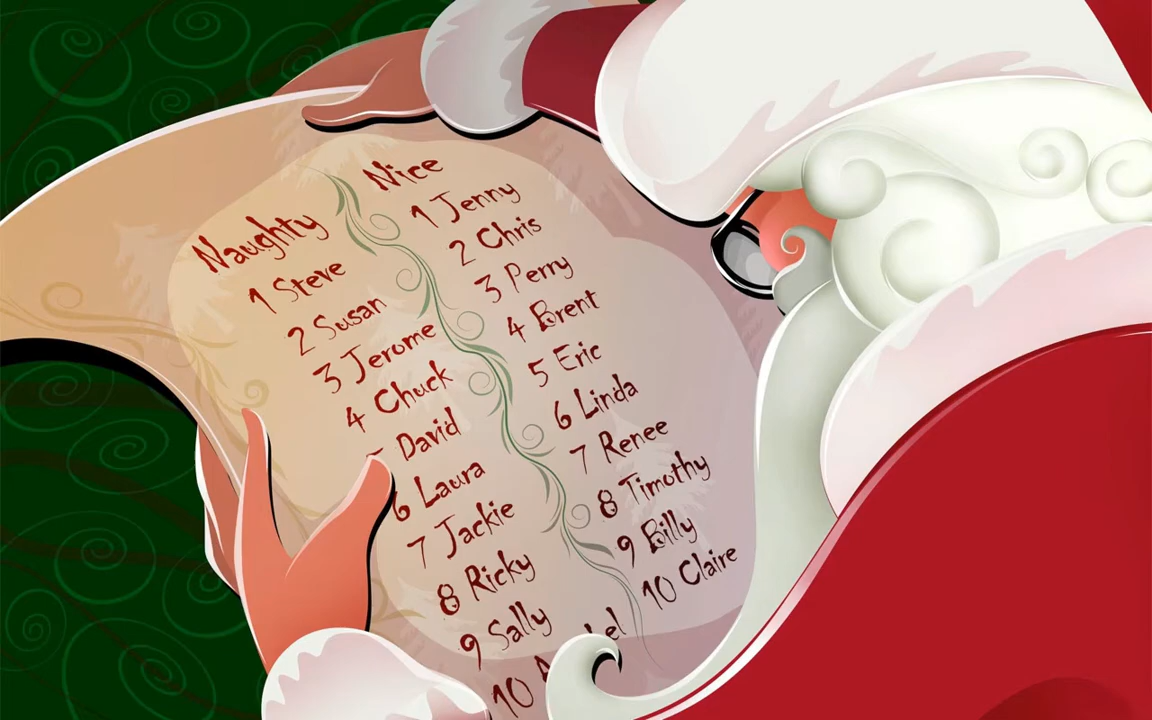 Naughty
1 Steve
2 Susan
3 Jerome
4 Chuck
David
6 Laura
7 Jackie
8 Ricky
9 Sally
10
Nice
1 Jenny
2 Chris
3 Perry
4 Brent
5 Eric
6 Linda
7 Renee
8 Timothy
9 Billy
10 Claire